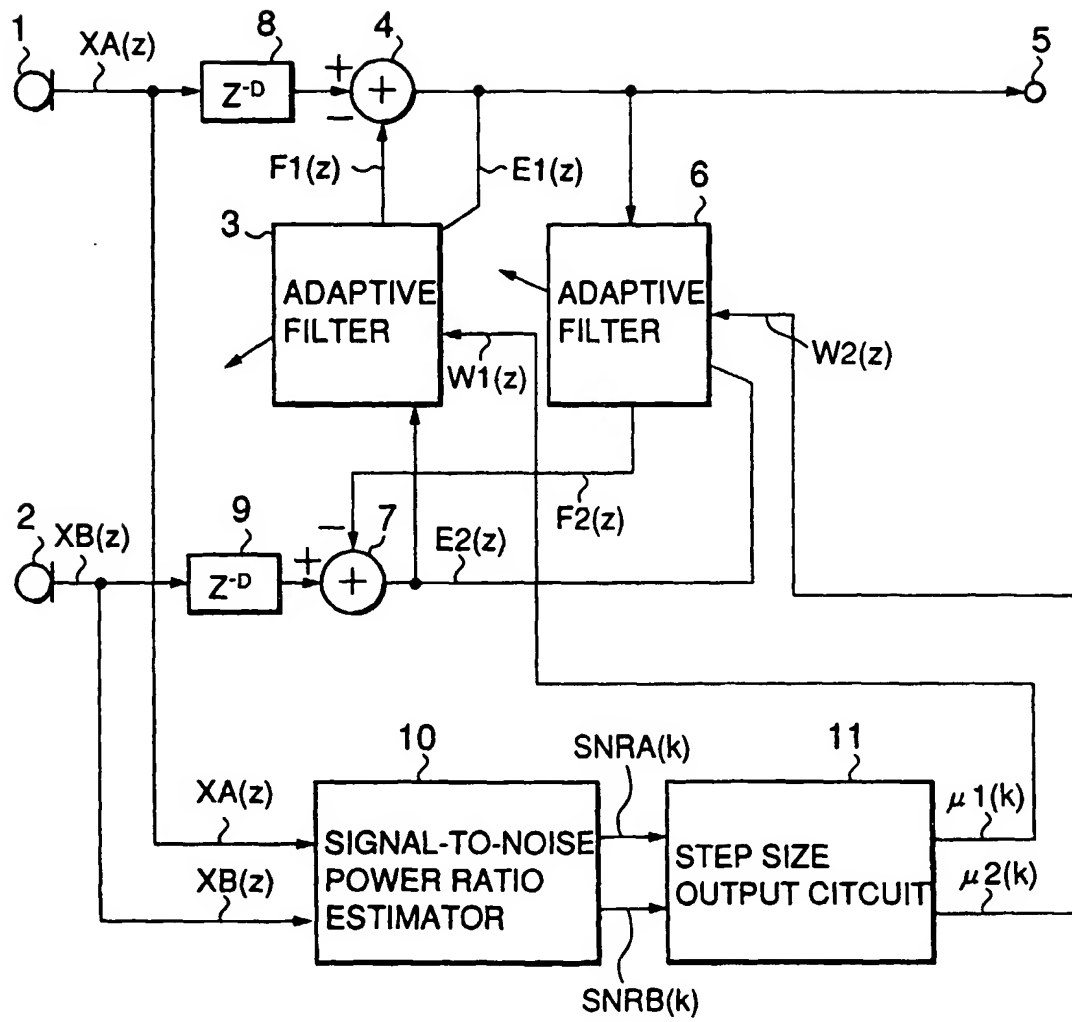 1
XA(z)
8
Z-D
+
−
4
+
5
F1(z)
E1(z)
3
ADAPTIVE
FILTER
6
ADAPTIVE
FILTER
W1(z)
W2(z)
2
XB(z)
9
Z-D
+
−
7
+
F2(z)
E2(z)
10
XA(z)
XB(z)
SIGNAL-TO-NOISE
POWER RATIO
ESTIMATOR
SNRA(k)
SNRB(k)
11
STEP SIZE
OUTPUT CITCUIT
μ1(k)
μ2(k)